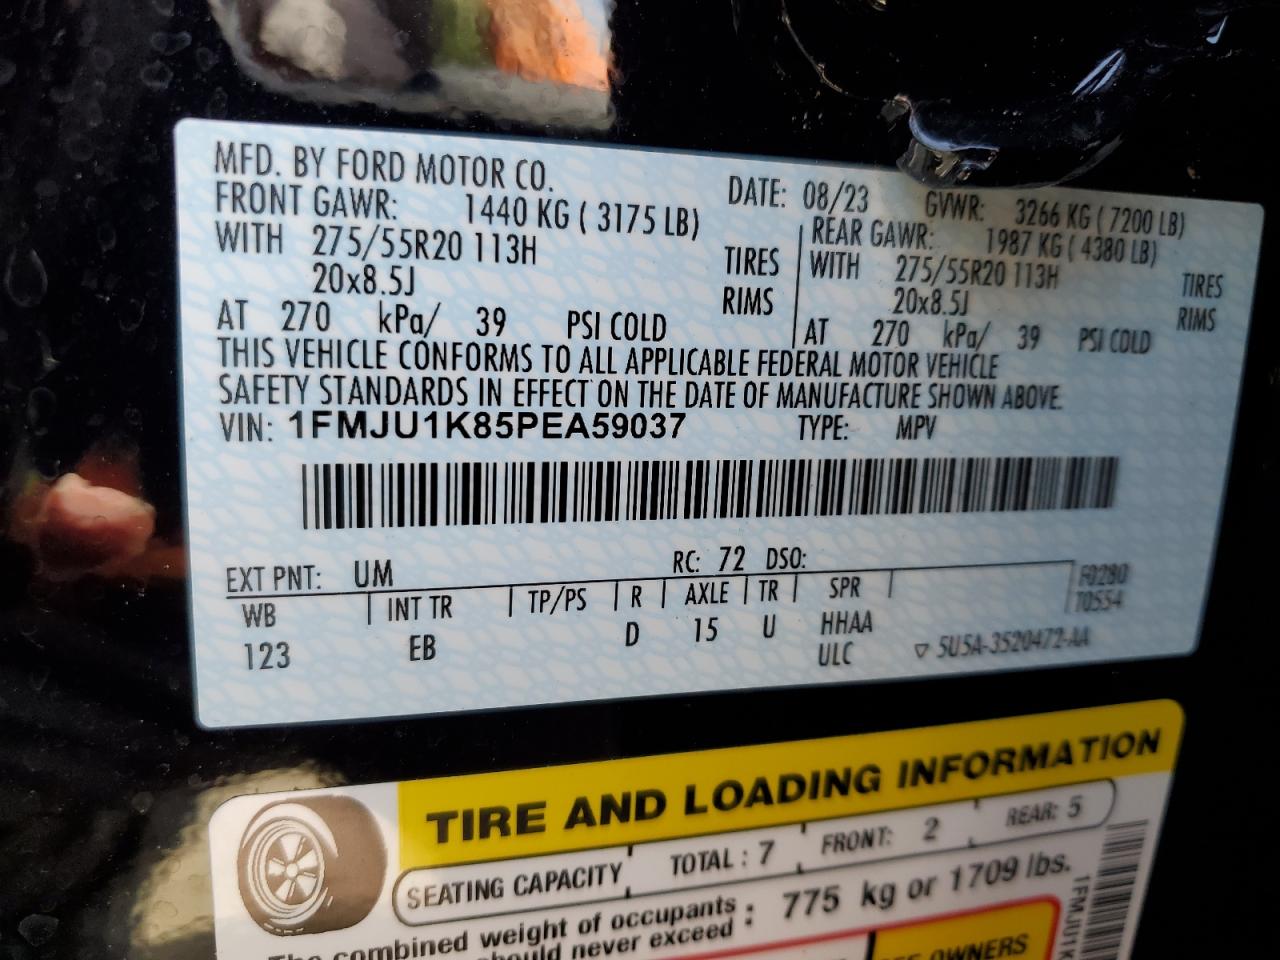 MFD. BY FORD MOTOR CO.
DATE: 08/23 GVWR: 3266 KG ( 7200 LB)
FRONT GAWR: 1440 KG ( 3175 LB)
WITH 275/55R20 113H TIRES
20x8.5J RIMS
AT 270 kPa/ 39 PSI COLD
REAR GAWR: 1987 KG ( 4380 LB)
WITH 275/55R20 113H TIRES
20x8.5J RIMS
AT 270 kPa/ 39 PSI COLD
THIS VEHICLE CONFORMS TO ALL APPLICABLE FEDERAL MOTOR VEHICLE
SAFETY STANDARDS IN EFFECT ON THE DATE OF MANUFACTURE SHOWN ABOVE.
VIN: 1FMJU1K85PEA59037 TYPE: MPV
EXT PNT: UM RC: 72 DSO:
WB INT TR TP/PS R AXLE TR SPR F0280
T0554
123 EB D 15 U HHAA
ULC ▽ 5U5A-3520472-AA
TIRE AND LOADING INFORMATION
SEATING CAPACITY TOTAL : 7 FRONT: 2 REAR: 5
The combined weight of occupants : 775 kg or 1709 lbs.
should never exceed
OWNERS
1FMJU1K